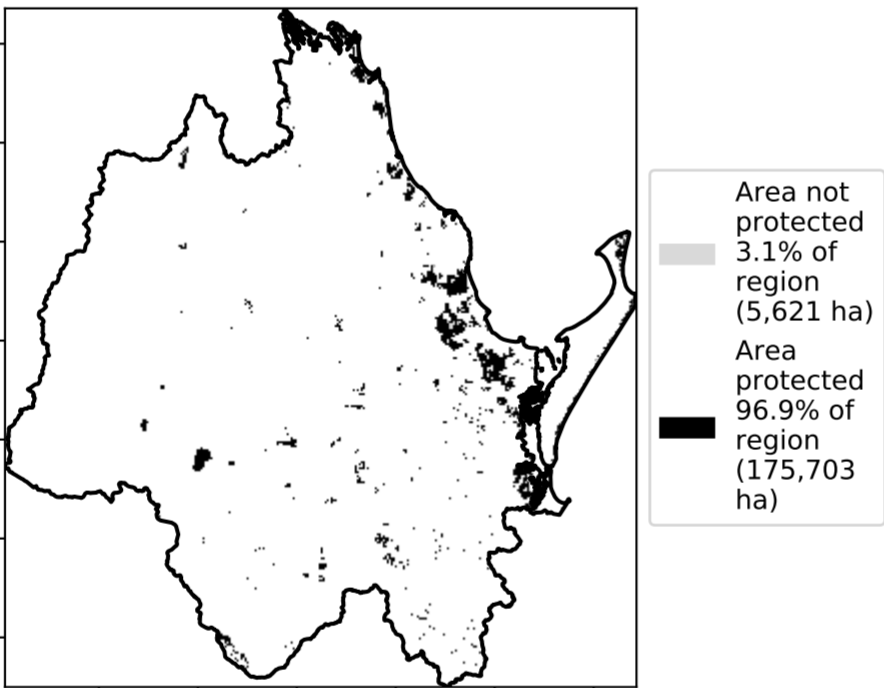 Area not
protected
3.1% of
region
(5,621 ha)
Area
protected
96.9% of
region
(175,703
ha)